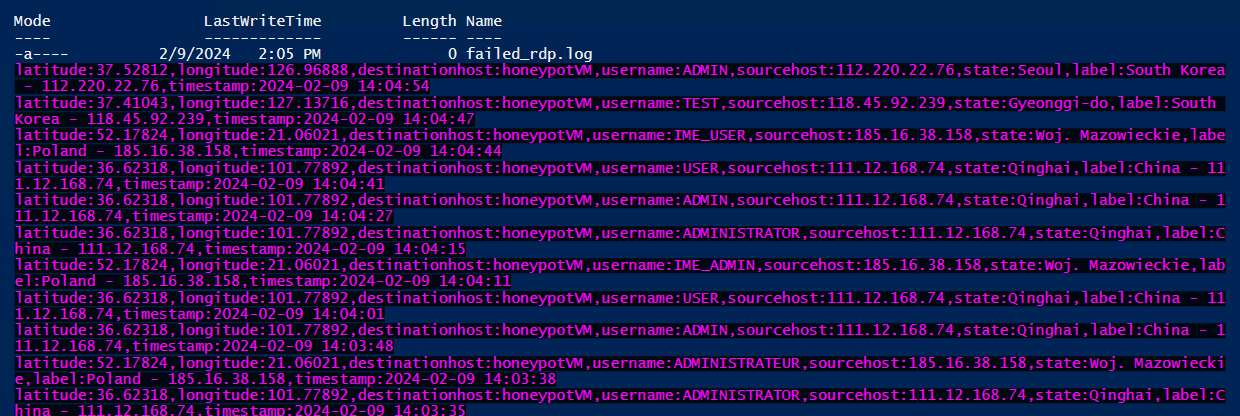 Mode LastWriteTime Length Name
---- ------------- ------ ----
-a---- 2/9/2024 2:05 PM 0 failed_rdp.log
latitude:37.52812,longitude:126.96888,destinationhost:honeypotVM,username:ADMIN,sourcehost:112.220.22.76,state:Seoul,label:South Korea
 - 112.220.22.76,timestamp:2024-02-09 14:04:54
latitude:37.41043,longitude:127.13716,destinationhost:honeypotVM,username:TEST,sourcehost:118.45.92.239,state:Gyeonggi-do,label:South
Korea - 118.45.92.239,timestamp:2024-02-09 14:04:47
latitude:52.17824,longitude:21.06021,destinationhost:honeypotVM,username:IME_USER,sourcehost:185.16.38.158,state:Woj. Mazowieckie,labe
l:Poland - 185.16.38.158,timestamp:2024-02-09 14:04:44
latitude:36.62318,longitude:101.77892,destinationhost:honeypotVM,username:USER,sourcehost:111.12.168.74,state:Qinghai,label:China - 11
1.12.168.74,timestamp:2024-02-09 14:04:41
latitude:36.62318,longitude:101.77892,destinationhost:honeypotVM,username:ADMIN,sourcehost:111.12.168.74,state:Qinghai,label:China - 1
11.12.168.74,timestamp:2024-02-09 14:04:27
latitude:36.62318,longitude:101.77892,destinationhost:honeypotVM,username:ADMINISTRATOR,sourcehost:111.12.168.74,state:Qinghai,label:C
hina - 111.12.168.74,timestamp:2024-02-09 14:04:15
latitude:52.17824,longitude:21.06021,destinationhost:honeypotVM,username:IME_ADMIN,sourcehost:185.16.38.158,state:Woj. Mazowieckie,lab
el:Poland - 185.16.38.158,timestamp:2024-02-09 14:04:11
latitude:36.62318,longitude:101.77892,destinationhost:honeypotVM,username:USER,sourcehost:111.12.168.74,state:Qinghai,label:China - 11
1.12.168.74,timestamp:2024-02-09 14:04:01
latitude:36.62318,longitude:101.77892,destinationhost:honeypotVM,username:ADMIN,sourcehost:111.12.168.74,state:Qinghai,label:China - 1
11.12.168.74,timestamp:2024-02-09 14:03:48
latitude:52.17824,longitude:21.06021,destinationhost:honeypotVM,username:ADMINISTRATEUR,sourcehost:185.16.38.158,state:Woj. Mazowiecki
e,label:Poland - 185.16.38.158,timestamp:2024-02-09 14:03:38
latitude:36.62318,longitude:101.77892,destinationhost:honeypotVM,username:ADMINISTRATOR,sourcehost:111.12.168.74,state:Qinghai,label:C
hina - 111.12.168.74,timestamp:2024-02-09 14:03:35